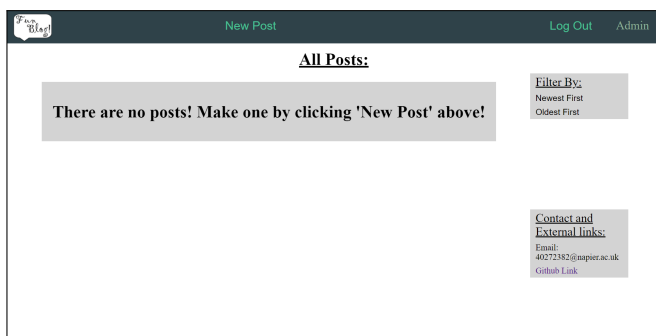 Fun
Blog!
New Post
Log Out
Admin
All Posts:
There are no posts! Make one by clicking 'New Post' above!
Filter By:
Newest First
Oldest First
Contact and
External links:
Email:
40272382@napier.ac.uk
Github Link